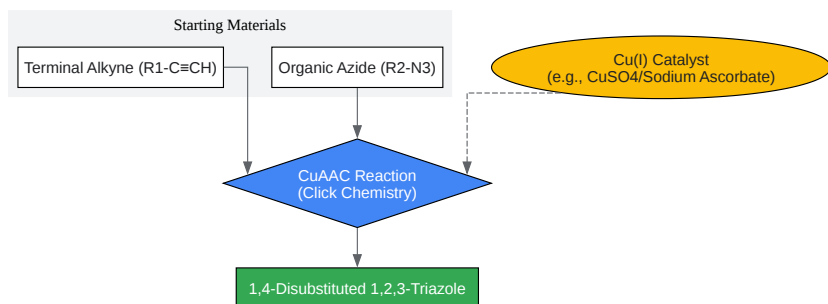 Starting Materials
Terminal Alkyne (R1-C≡CH)
Organic Azide (R2-N3)
Cu(I) Catalyst
(e.g., CuSO4/Sodium Ascorbate)
CuAAC Reaction
(Click Chemistry)
1,4-Disubstituted 1,2,3-Triazole